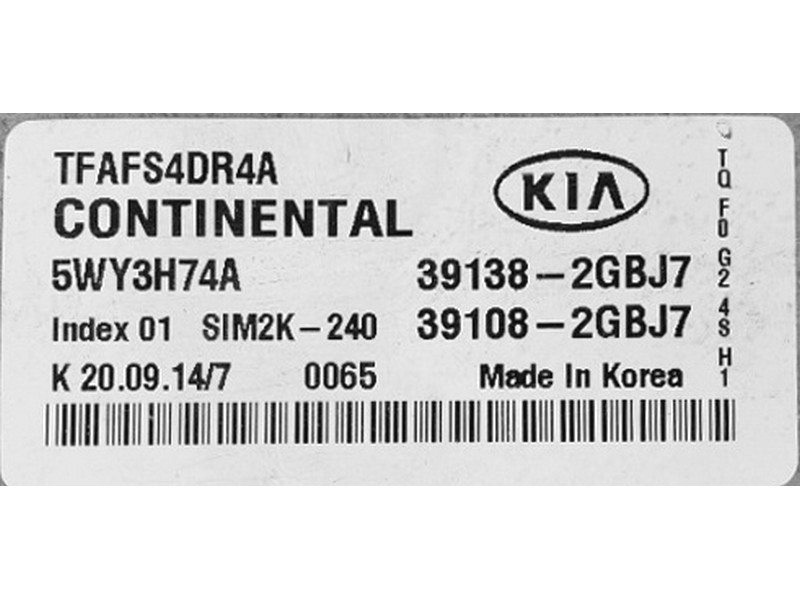 TFAFS4DR4A
CONTINENTAL
KIA
5WY3H74A 39138-2GBJ7
Index 01 SIM2K-240 39108-2GBJ7
K 20.09.14/7 0065 Made In Korea
TQ
F0
G2
4S
H1